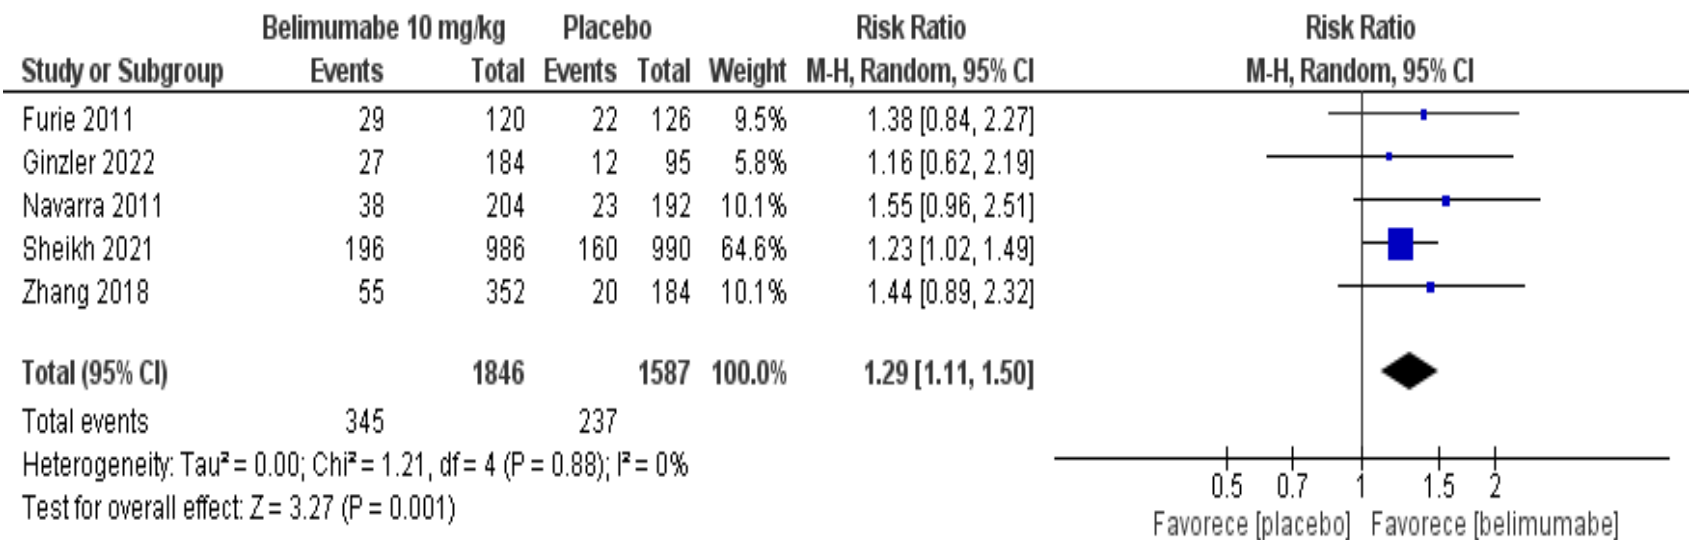 Belimumabe 10 mg/kg Placebo Risk Ratio Risk Ratio
Study or Subgroup Events Total Events Total Weight M-H, Random, 95% CI M-H, Random, 95% CI
Furie 2011 29 120 22 126 9.5% 1.38 [0.84, 2.27]
Ginzler 2022 27 184 12 95 5.8% 1.16 [0.62, 2.19]
Navarra 2011 38 204 23 192 10.1% 1.55 [0.96, 2.51]
Sheikh 2021 196 986 160 990 64.6% 1.23 [1.02, 1.49]
Zhang 2018 55 352 20 184 10.1% 1.44 [0.89, 2.32]
Total (95% CI) 1846 1587 100.0% 1.29 [1.11, 1.50]
Total events 345 237
Heterogeneity: Tau² = 0.00; Chi² = 1.21, df = 4 (P = 0.88); I² = 0%
Test for overall effect: Z = 3.27 (P = 0.001)
0.5 0.7 1 1.5 2
Favorece [placebo] Favorece [belimumabe]